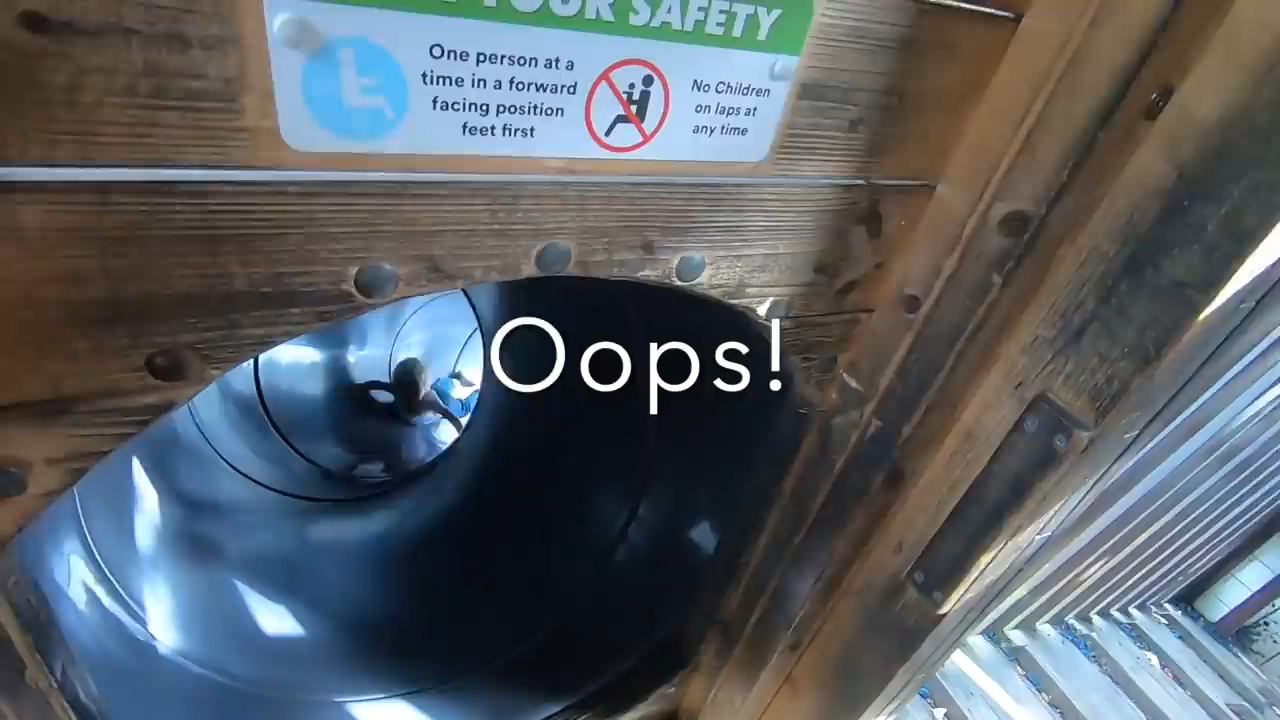 YOUR SAFETY
One person at a
time in a forward
facing position
feet first
No Children
on laps at
any time
Oops!